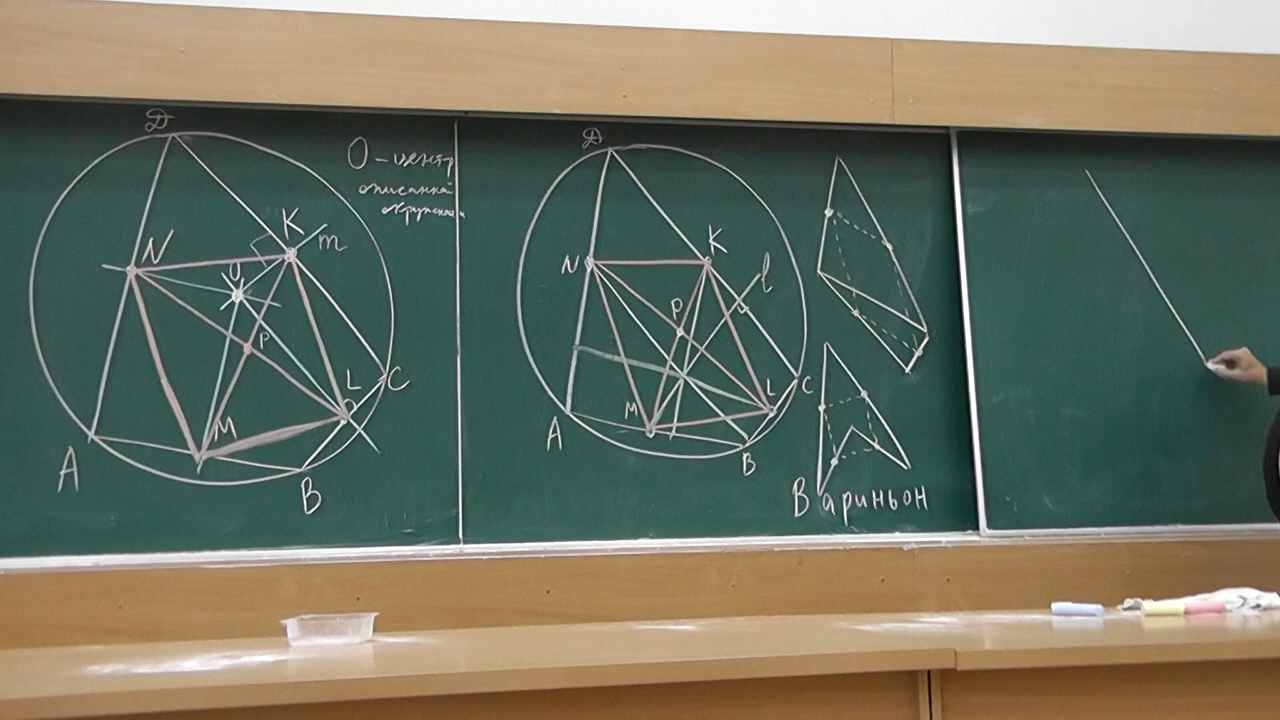 D
O – центр
описанной
окружности
N
K
m
O
P
L
C
M
A
B
D
N
K
l
P
L
C
M
A
B
Вариньон